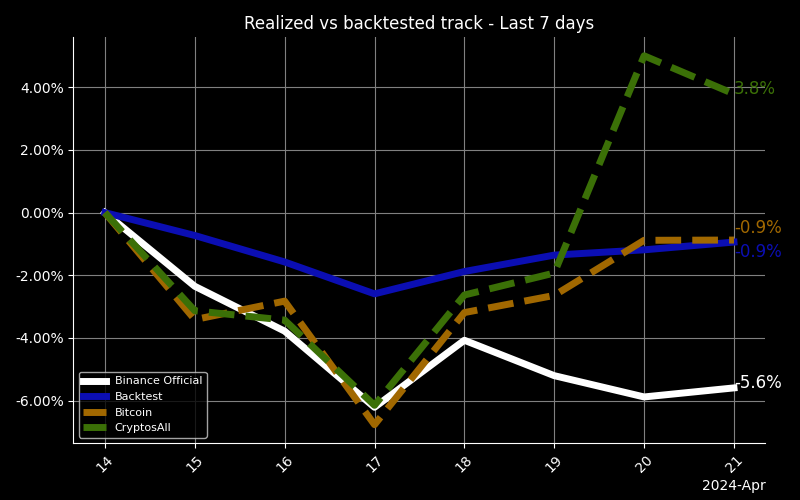 Realized vs backtested track - Last 7 days
4.00%
2.00%
0.00%
-2.00%
-4.00%
-6.00%
3.8%
-0.9%
-0.9%
-5.6%
Binance Official
Backtest
Bitcoin
CryptosAll
14 15 16 17 18 19 20 21
2024-Apr